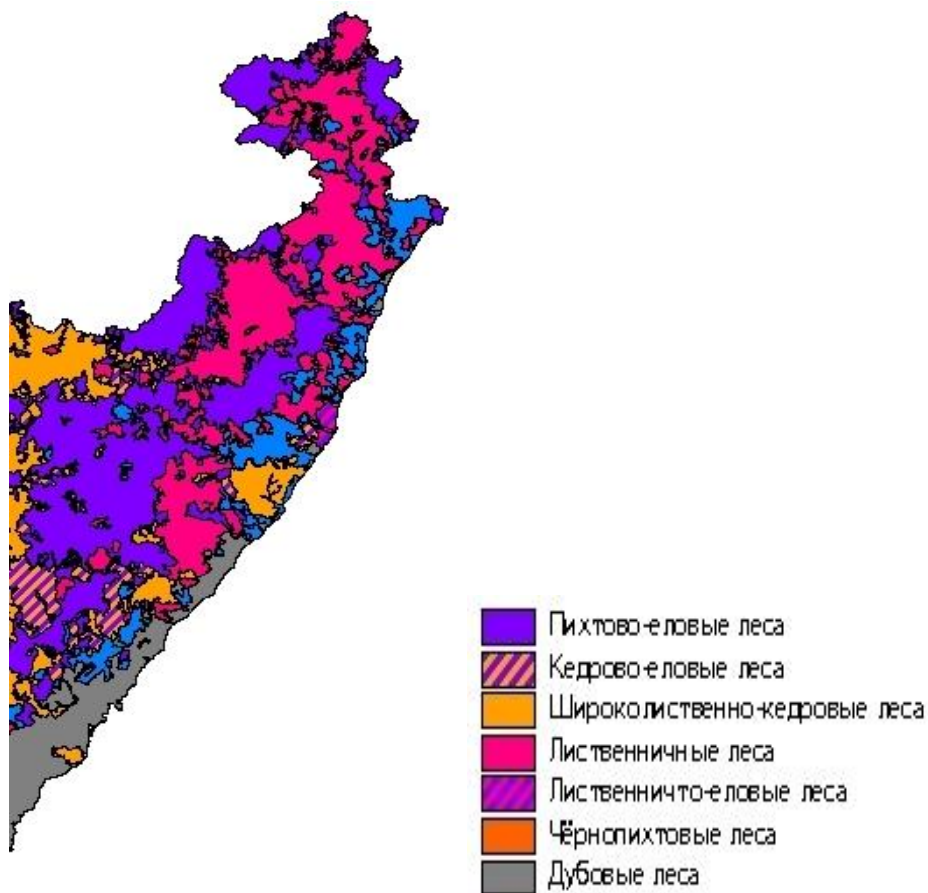 Пихтово-еловые леса
Кедрово-еловые леса
Широколиственно-кедровые леса
Лиственничные леса
Лиственничто-еловые леса
Чёрнопихтовые леса
Дубовые леса